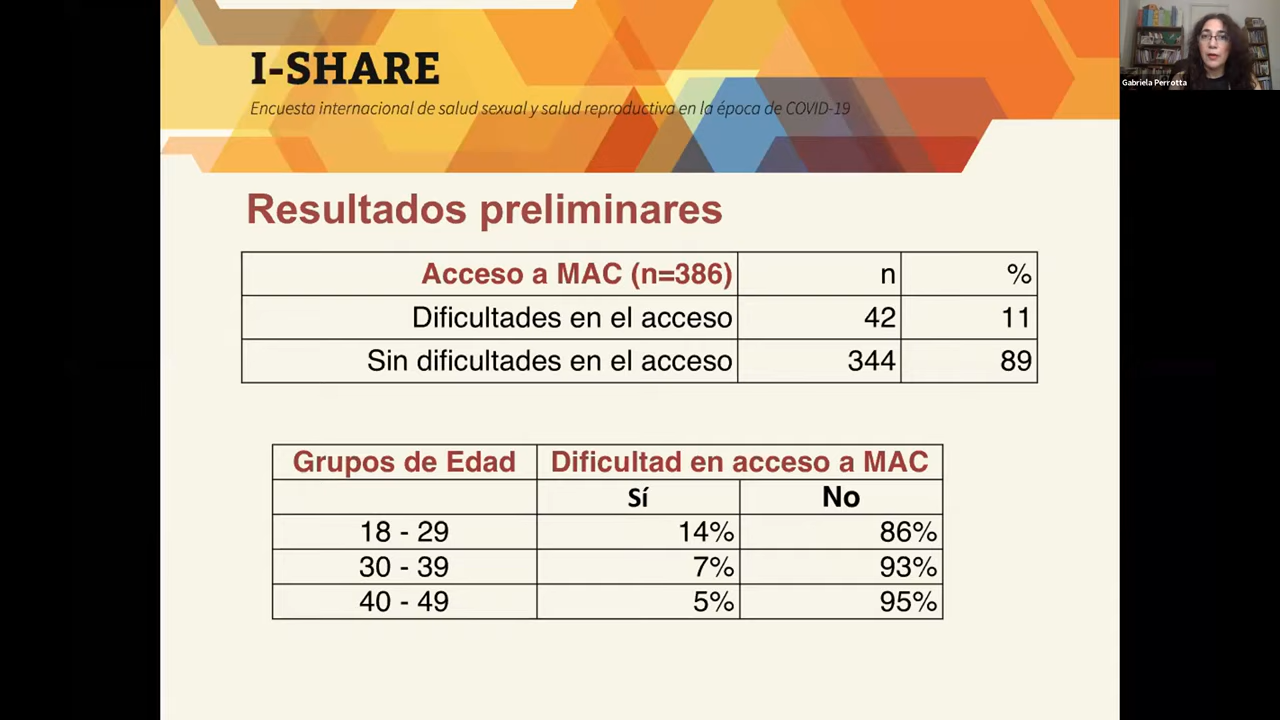 I-SHARE
Encuesta internacional de salud sexual y salud reproductiva en la época de COVID-19
Gabriela Perrotta
Resultados preliminares
Acceso a MAC (n=386) n %
Dificultades en el acceso 42 11
Sin dificultades en el acceso 344 89
Grupos de Edad Dificultad en acceso a MAC
Sí No
18 - 29 14% 86%
30 - 39 7% 93%
40 - 49 5% 95%